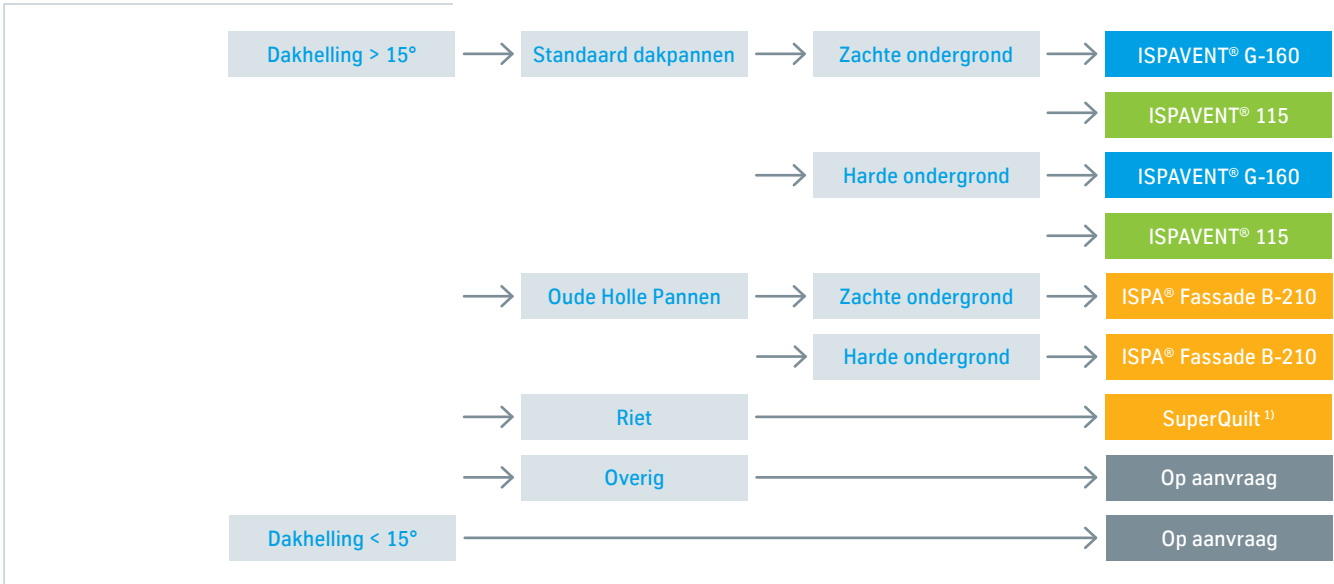 Dakhelling > 15° Standaard dakpannen Zachte ondergrond ISPAVENT® G-160
ISPAVENT® 115
Harde ondergrond ISPAVENT® G-160
ISPAVENT® 115
Oude Holle Pannen Zachte ondergrond ISPA® Fassade B-210
Harde ondergrond ISPA® Fassade B-210
Riet SuperQuilt ¹⁾
Overig Op aanvraag
Dakhelling < 15° Op aanvraag